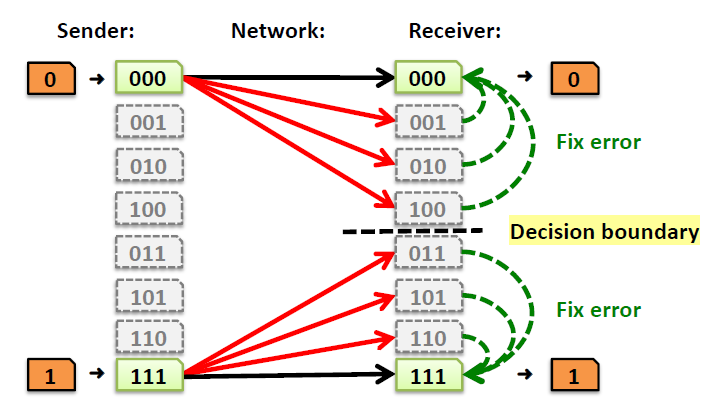 Sender: Network: Receiver:
0 → 000 000 → 0
001 001
010 010
Fix error
100 100
Decision boundary
011 011
101 101
Fix error
110 110
1 → 111 111 → 1